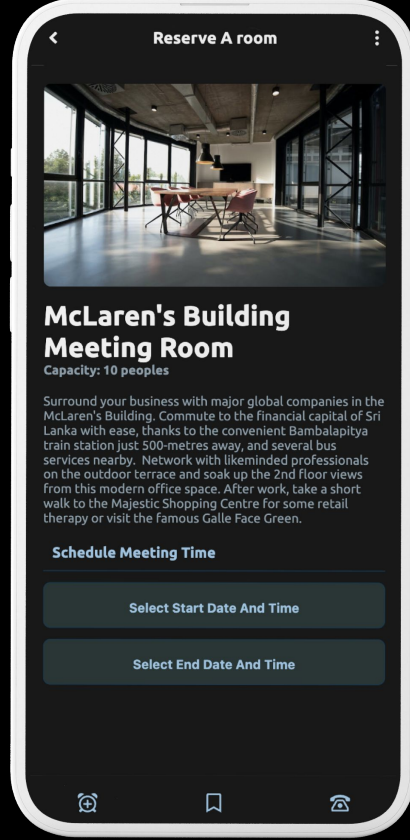 Reserve A room
McLaren's Building
Meeting Room
Capacity: 10 peoples
Surround your business with major global companies in the
McLaren's Building. Commute to the financial capital of Sri
Lanka with ease, thanks to the convenient Bambalapitya
train station just 500-metres away, and several bus
services nearby.  Network with likeminded professionals
on the outdoor terrace and soak up the 2nd floor views
from this modern office space. After work, take a short
walk to the Majestic Shopping Centre for some retail
therapy or visit the famous Galle Face Green.
Schedule Meeting Time
Select Start Date And Time
Select End Date And Time